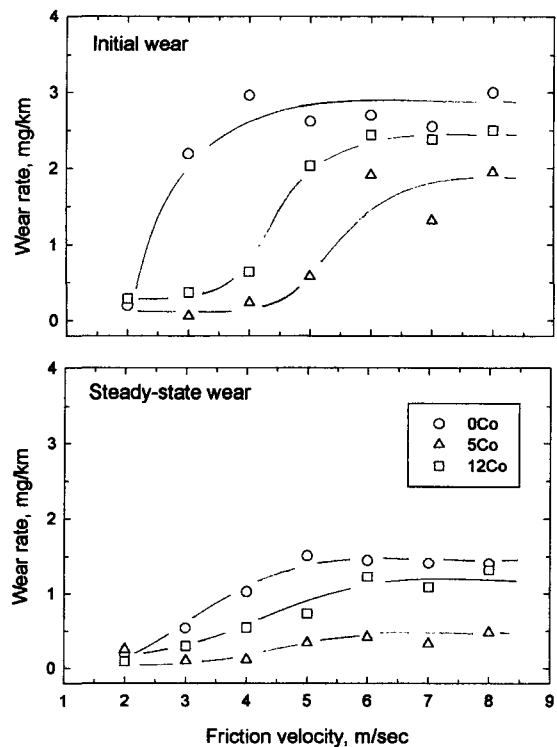 Initial wear
Wear rate, mg/km
4
3
2
1
0
Steady-state wear
Wear rate, mg/km
4
3
2
1
0
0Co
5Co
12Co
1 2 3 4 5 6 7 8 9
Friction velocity, m/sec